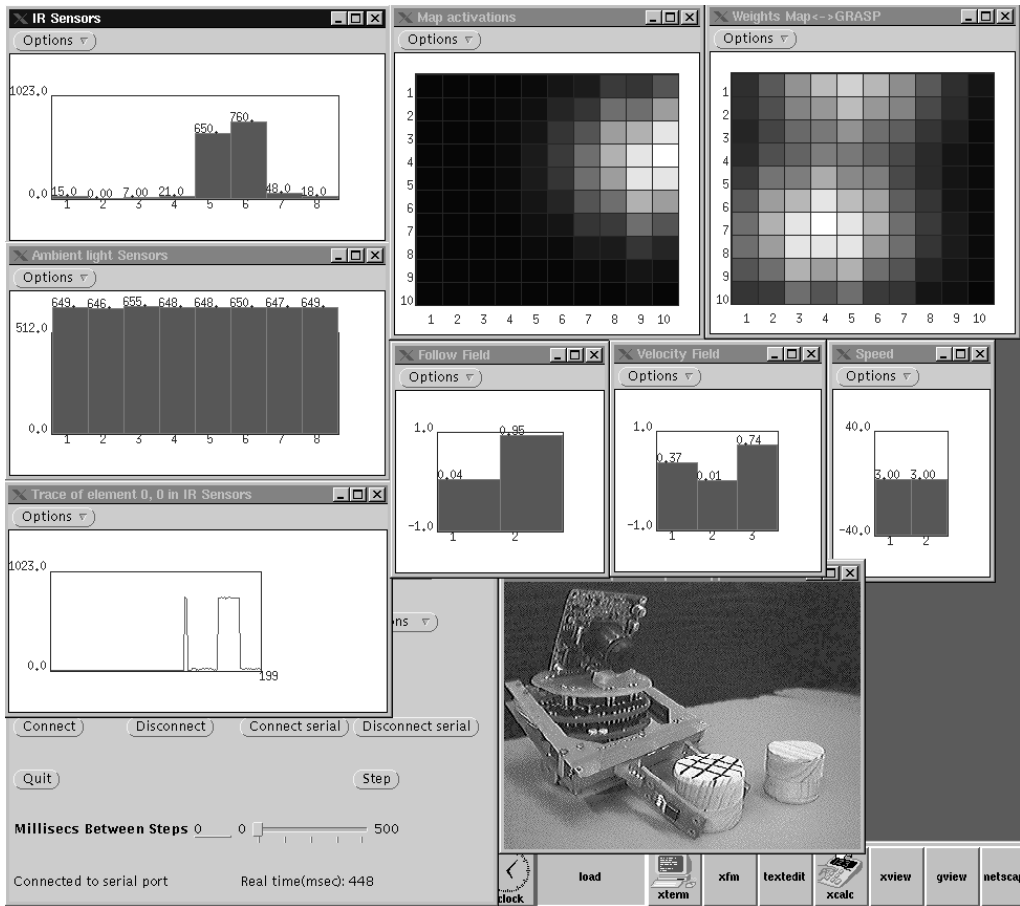 IR Sensors
Options
1023.0
760.
650.
15.0 0.00 7.00 21.0 48.0 18.0
0.0
1 2 3 4 5 6 7 8
Map activations
Options
1
2
3
4
5
6
7
8
9
10
1 2 3 4 5 6 7 8 9 10
Weights Map<->GRASP
Options
1
2
3
4
5
6
7
8
9
10
1 2 3 4 5 6 7 8 9 10
Ambient light Sensors
Options
649. 646. 655. 648. 648. 650. 647. 649.
512.0
0.0
1 2 3 4 5 6 7 8
Follow Field
Options
1.0
0.95
0.04
-1.0
1 2
Velocity Field
Options
1.0
0.74
0.37
0.01
-1.0
1 2 3
Speed
Options
40.0
3.00 3.00
-40.0
1 2
Trace of element 0, 0 in IR Sensors
Options
1023.0
0.0
199
ns
Connect Disconnect Connect serial Disconnect serial
Quit Step
Millisecs Between Steps 0 0 500
Connected to serial port Real time(msec): 448
clock load xterm xfm textedit xcalc xview gview netscap